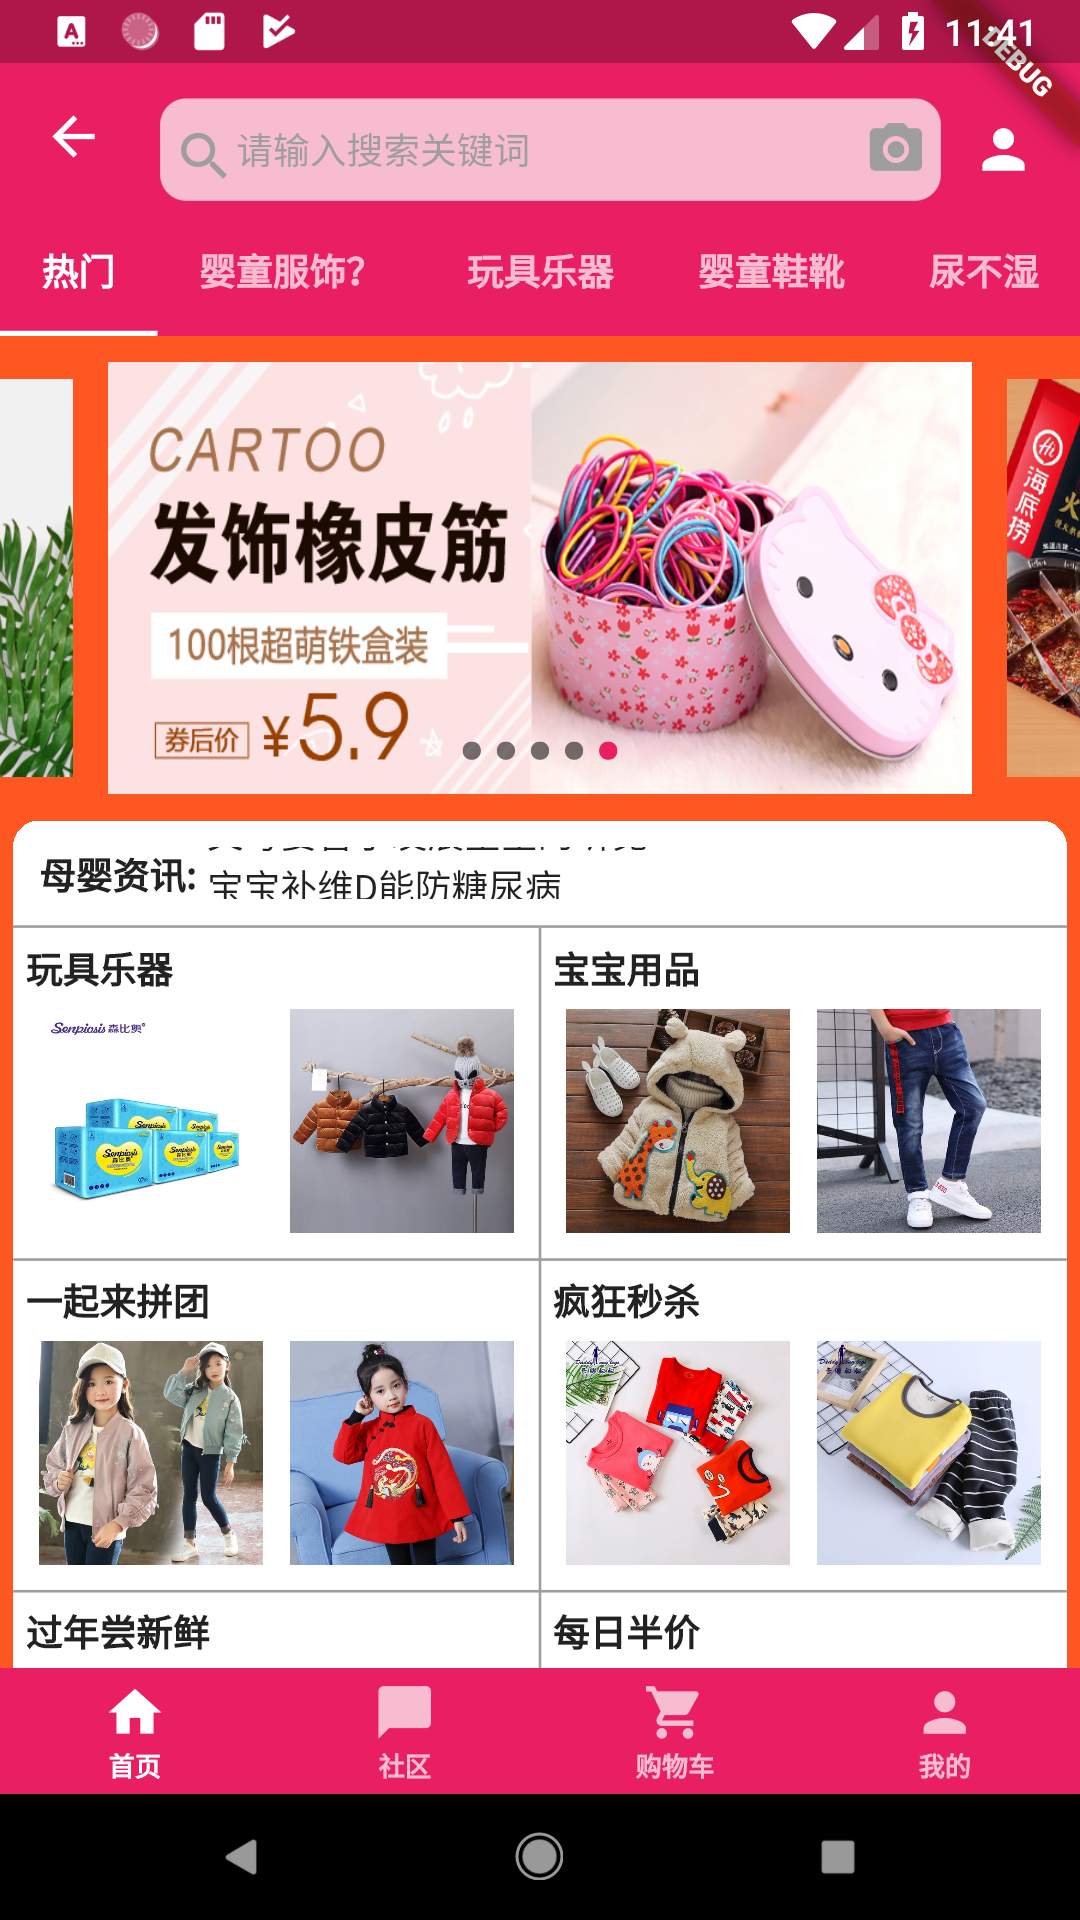 11:41
DEBUG
请输入搜索关键词
热门 婴童服饰? 玩具乐器 婴童鞋靴 尿不湿
CARTOO
发饰橡皮筋
100根超萌铁盒装
券后价 ¥5.9
Hi
海底捞
母婴资讯:
宝宝补维D能防糖尿病
玩具乐器 宝宝用品
Senpiasis 森比奥
一起来拼团 疯狂秒杀
过年尝新鲜 每日半价
首页 社区 购物车 我的